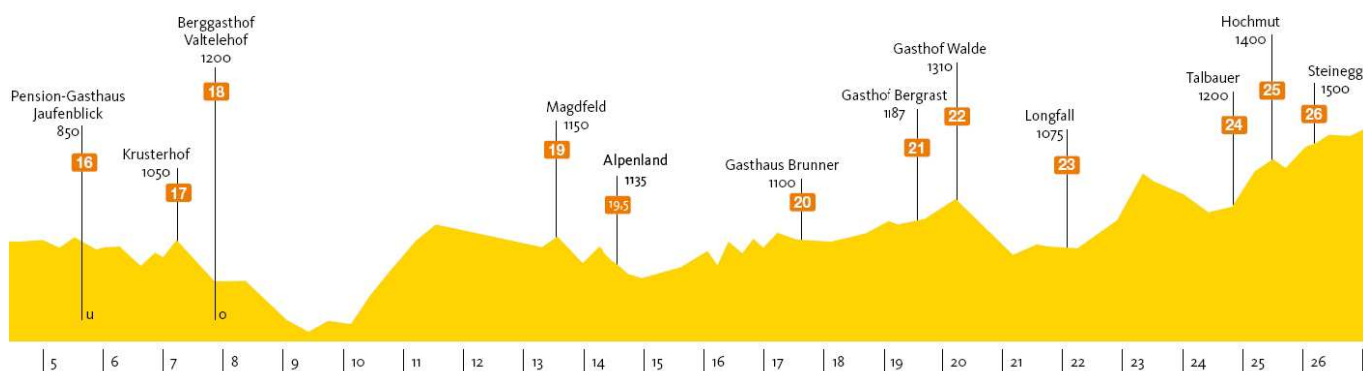 Pension-Gasthaus
Jaufenblick
850
16
Krusterhof
1050
17
Berggasthof
Valtelehof
1200
18
Magdfeld
1150
19
Alpenland
1135
19,5
Gasthaus Brunner
1100
20
Gasthof Bergrast
1187
21
Gasthof Walde
1310
22
Longfall
1075
23
Talbauer
1200
24
Hochmut
1400
25
Steinegg
1500
26
u
o
5 6 7 8 9 10 11 12 13 14 15 16 17 18 19 20 21 22 23 24 25 26